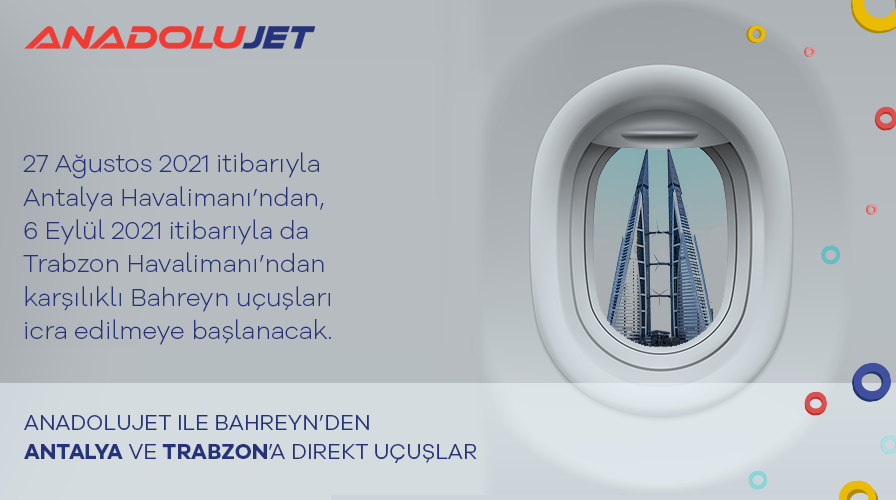 ANADOLUJET
27 Ağustos 2021 itibarıyla
Antalya Havalimanı’ndan,
6 Eylül 2021 itibarıyla da
Trabzon Havalimanı’ndan
karşılıklı Bahreyn uçuşları
icra edilmeye başlanacak.
ANADOLUJET ILE BAHREYN’DEN
ANTALYA VE TRABZON’A DIREKT UÇUŞLAR